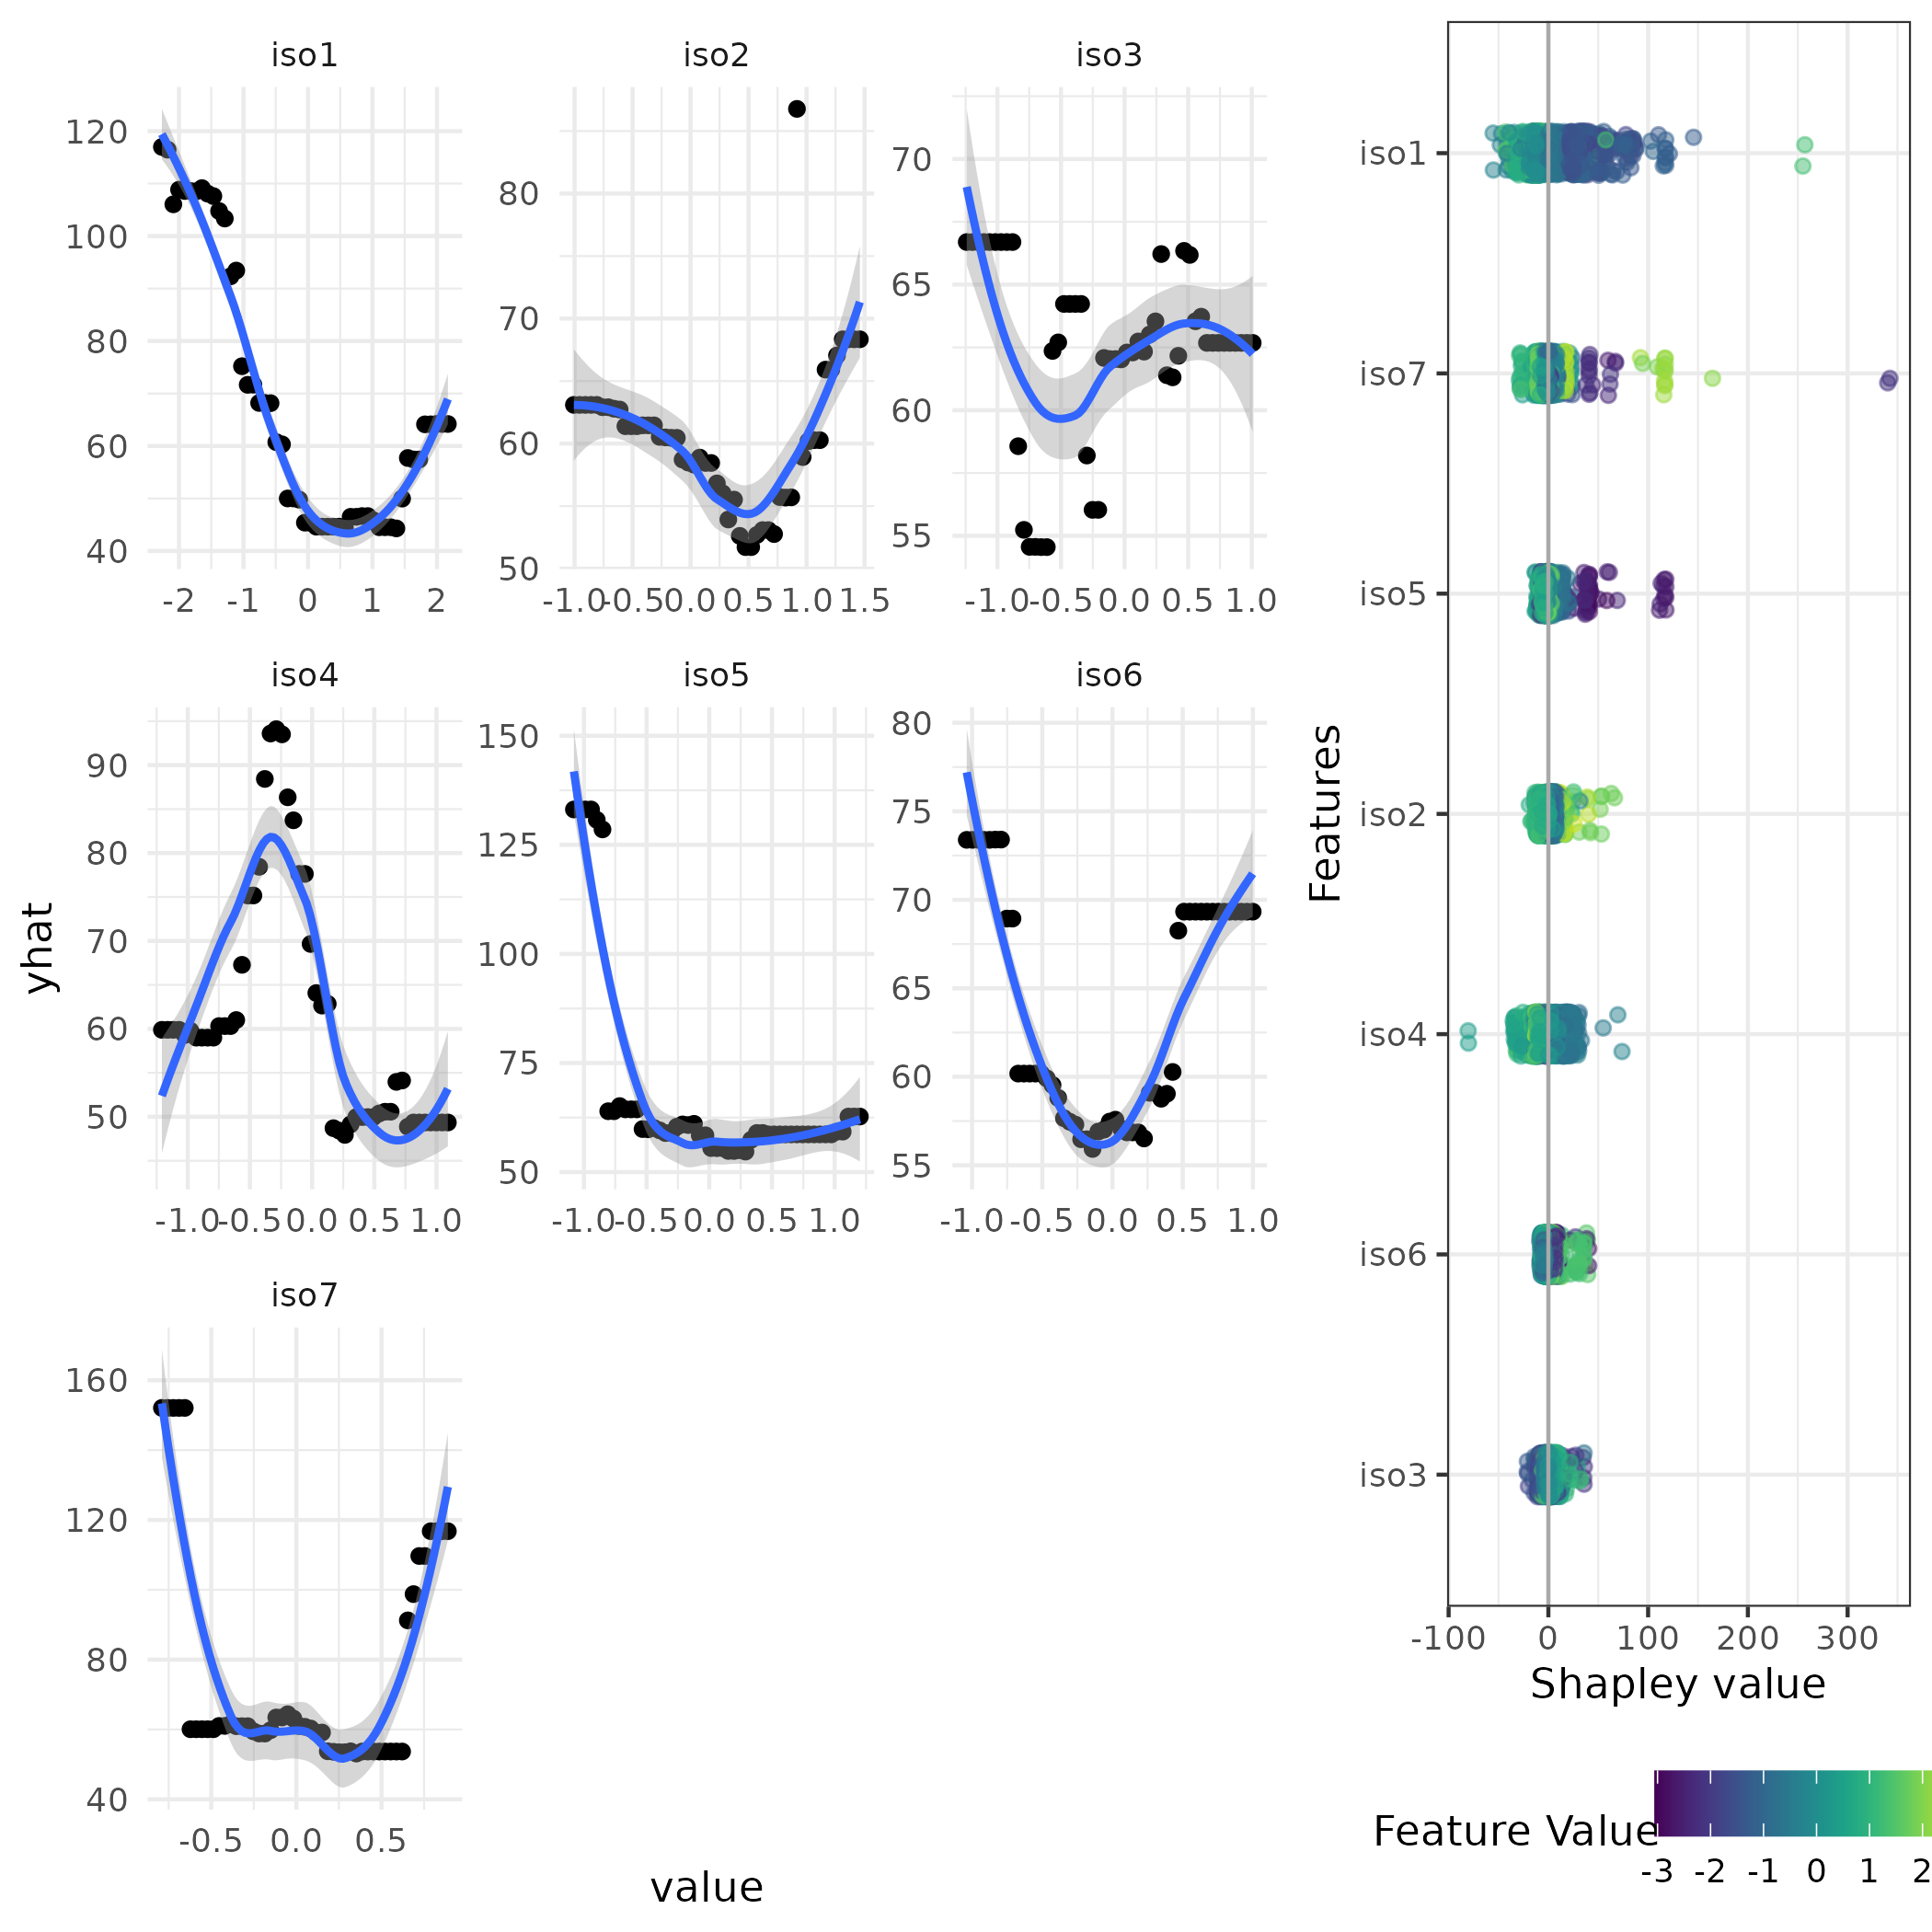 iso1
iso2
iso3
120
100
80
60
40
-2 -1 0 1 2
80
70
60
50
-1.0 -0.5 0.0 0.5 1.0 1.5
70
65
60
55
-1.0 -0.5 0.0 0.5 1.0
iso4
iso5
iso6
90
80
70
60
50
-1.0 -0.5 0.0 0.5 1.0
150
125
100
75
50
-1.0 -0.5 0.0 0.5 1.0
80
75
70
65
60
55
-1.0 -0.5 0.0 0.5 1.0
iso7
160
120
80
40
-0.5 0.0 0.5
yhat
value
Features
iso1
iso7
iso5
iso2
iso4
iso6
iso3
-100 0 100 200 300
Shapley value
Feature Value
-3 -2 -1 0 1 2